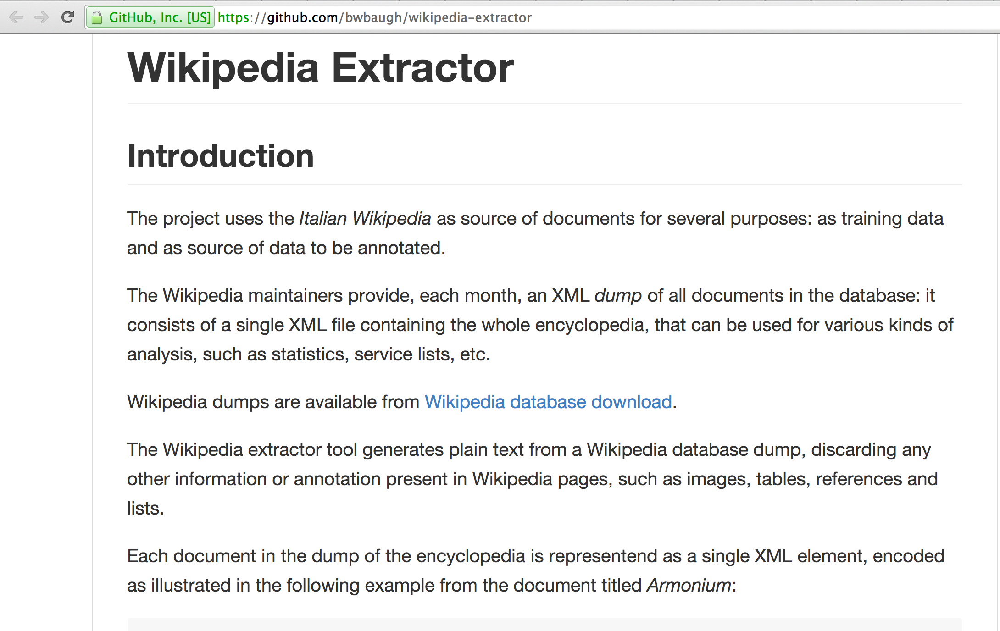 GitHub, Inc. [US] https://github.com/bwbaugh/wikipedia-extractor
Wikipedia Extractor
Introduction
The project uses the Italian Wikipedia as source of documents for several purposes: as training data
and as source of data to be annotated.
The Wikipedia maintainers provide, each month, an XML dump of all documents in the database: it
consists of a single XML file containing the whole encyclopedia, that can be used for various kinds of
analysis, such as statistics, service lists, etc.
Wikipedia dumps are available from Wikipedia database download.
The Wikipedia extractor tool generates plain text from a Wikipedia database dump, discarding any
other information or annotation present in Wikipedia pages, such as images, tables, references and
lists.
Each document in the dump of the encyclopedia is representend as a single XML element, encoded
as illustrated in the following example from the document titled Armonium: